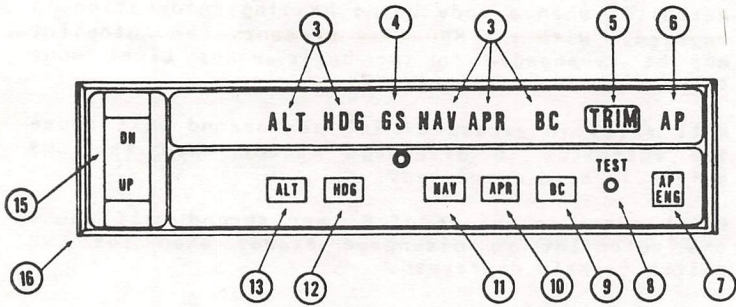 3 4 3 5 6
ALT HDG GS NAV APR BC TRIM AP
DN
UP
TEST
ALT HDG NAV APR BC AP ENG
15
16 13 12 11 10 9 8 7